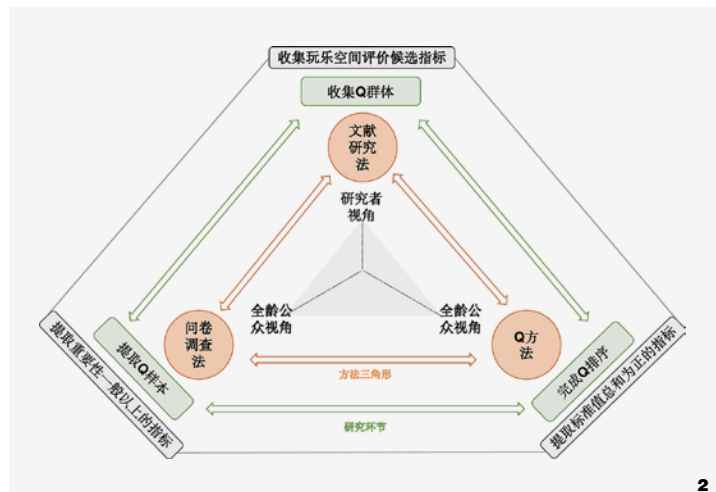 收集玩乐空间评价候选指标
收集Q群体
文献
研究
法
研究者
视角
全龄公
众视角
全龄公
众视角
问卷
调查
法
Q方
法
提取Q样本
完成Q排序
提取重要性一般以上的指标
提取标准值总和为正的指标
方法三角形
研究环节
2